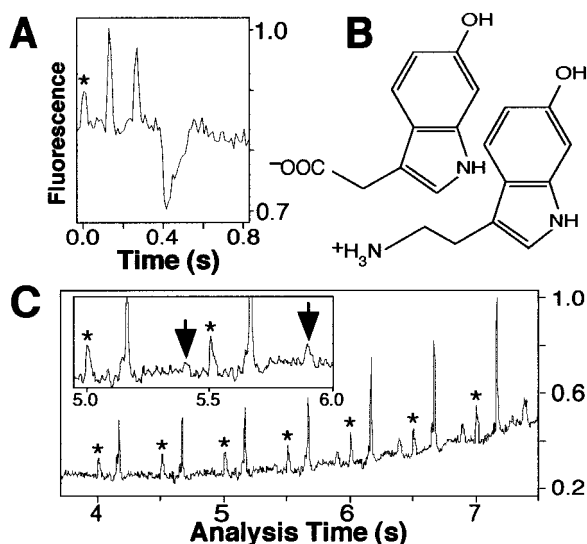 A
Fluorescence
*
1.0
0.7
0
0.4
0.8
Time (s)
B
OH
OH
NH
NH
⁻OOC
⁺H₃N
C
*
*
5.0
5.5
6.0
* * * * * * *
1.0
0.6
0.2
4
5
6
7
Analysis Time (s)